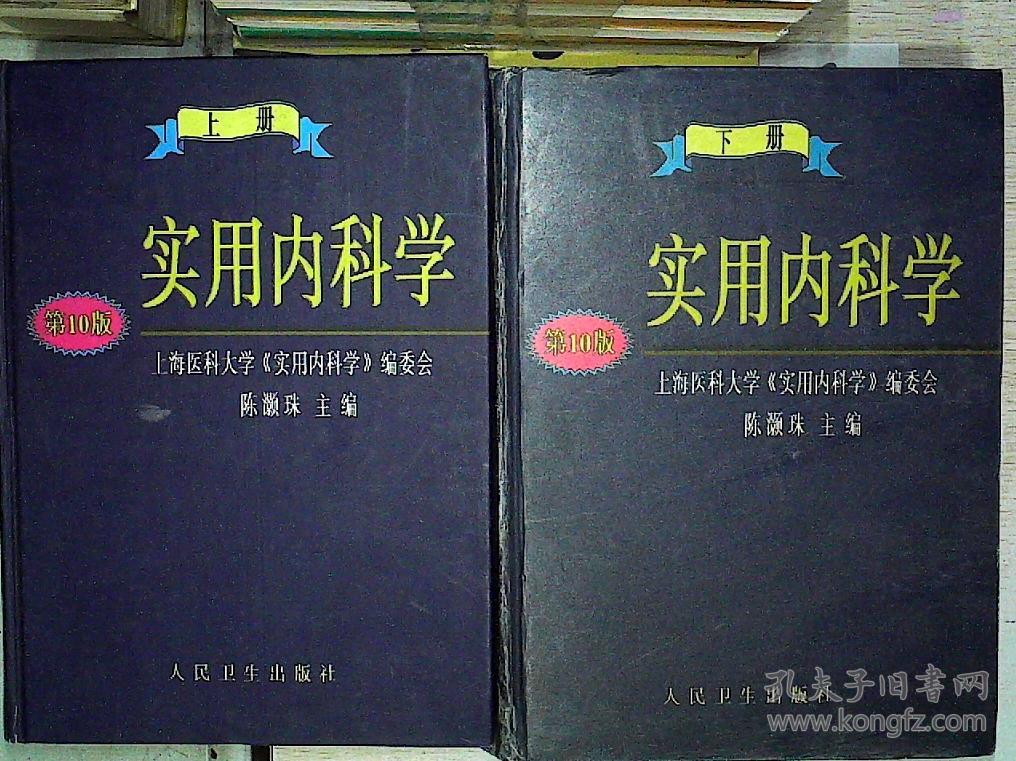 上册
实用内科学
第10版
上海医科大学《实用内科学》编委会
陈灏珠 主编
人民卫生出版社
下册
实用内科学
第10版
上海医科大学《实用内科学》编委会
陈灏珠 主编
人民卫生出版社
孔夫子旧书网
www.kongfz.com